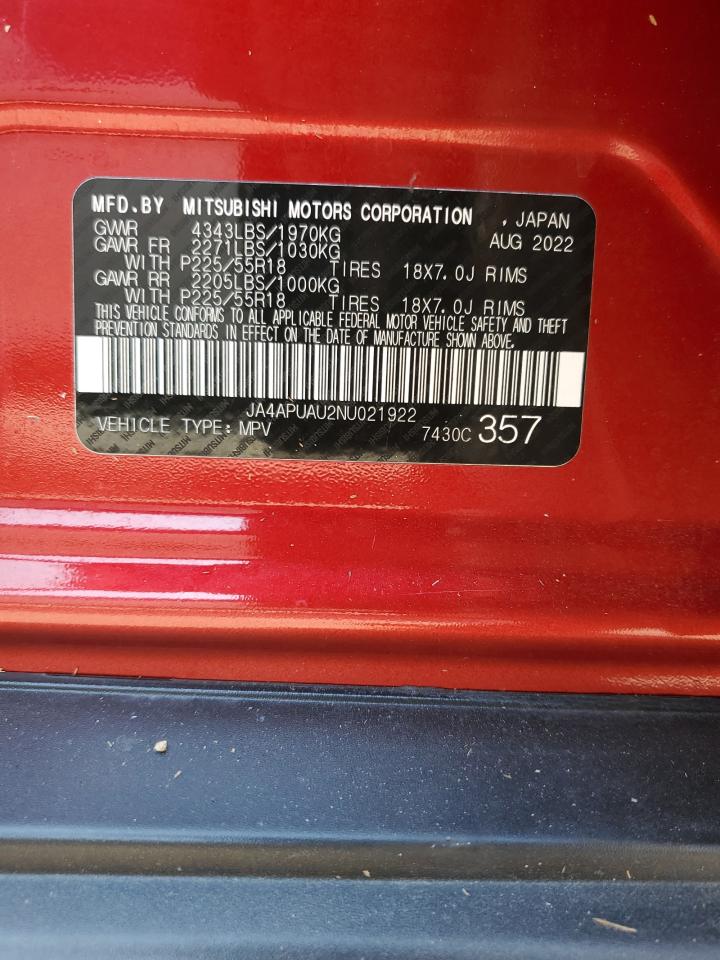 MFD.BY MITSUBISHI MOTORS CORPORATION , JAPAN
GVWR 4343LBS/1970KG AUG 2022
GAWR FR 2271LBS/1030KG
WITH P225/55R18 TIRES 18X7.0J RIMS
GAWR RR 2205LBS/1000KG
WITH P225/55R18 TIRES 18X7.0J RIMS
THIS VEHICLE CONFORMS TO ALL APPLICABLE FEDERAL MOTOR VEHICLE SAFETY AND THEFT
PREVENTION STANDARDS IN EFFECT ON THE DATE OF MANUFACTURE SHOWN ABOVE.
JA4APUAU2NU021922
VEHICLE TYPE:MPV 7430C 357